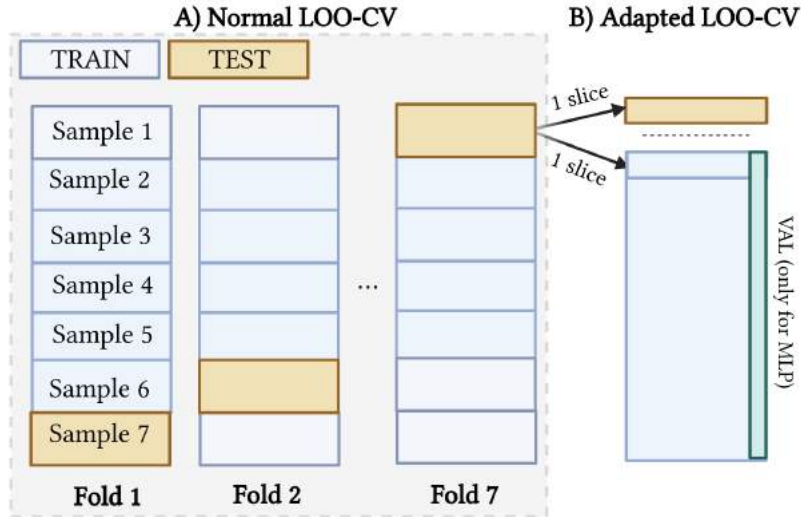 A) Normal LOO-CV
B) Adapted LOO-CV
TRAIN
TEST
Sample 1
Sample 2
Sample 3
Sample 4
Sample 5
Sample 6
Sample 7
...
Fold 1
Fold 2
Fold 7
1 slice
1 slice
VAL (only for MLP)